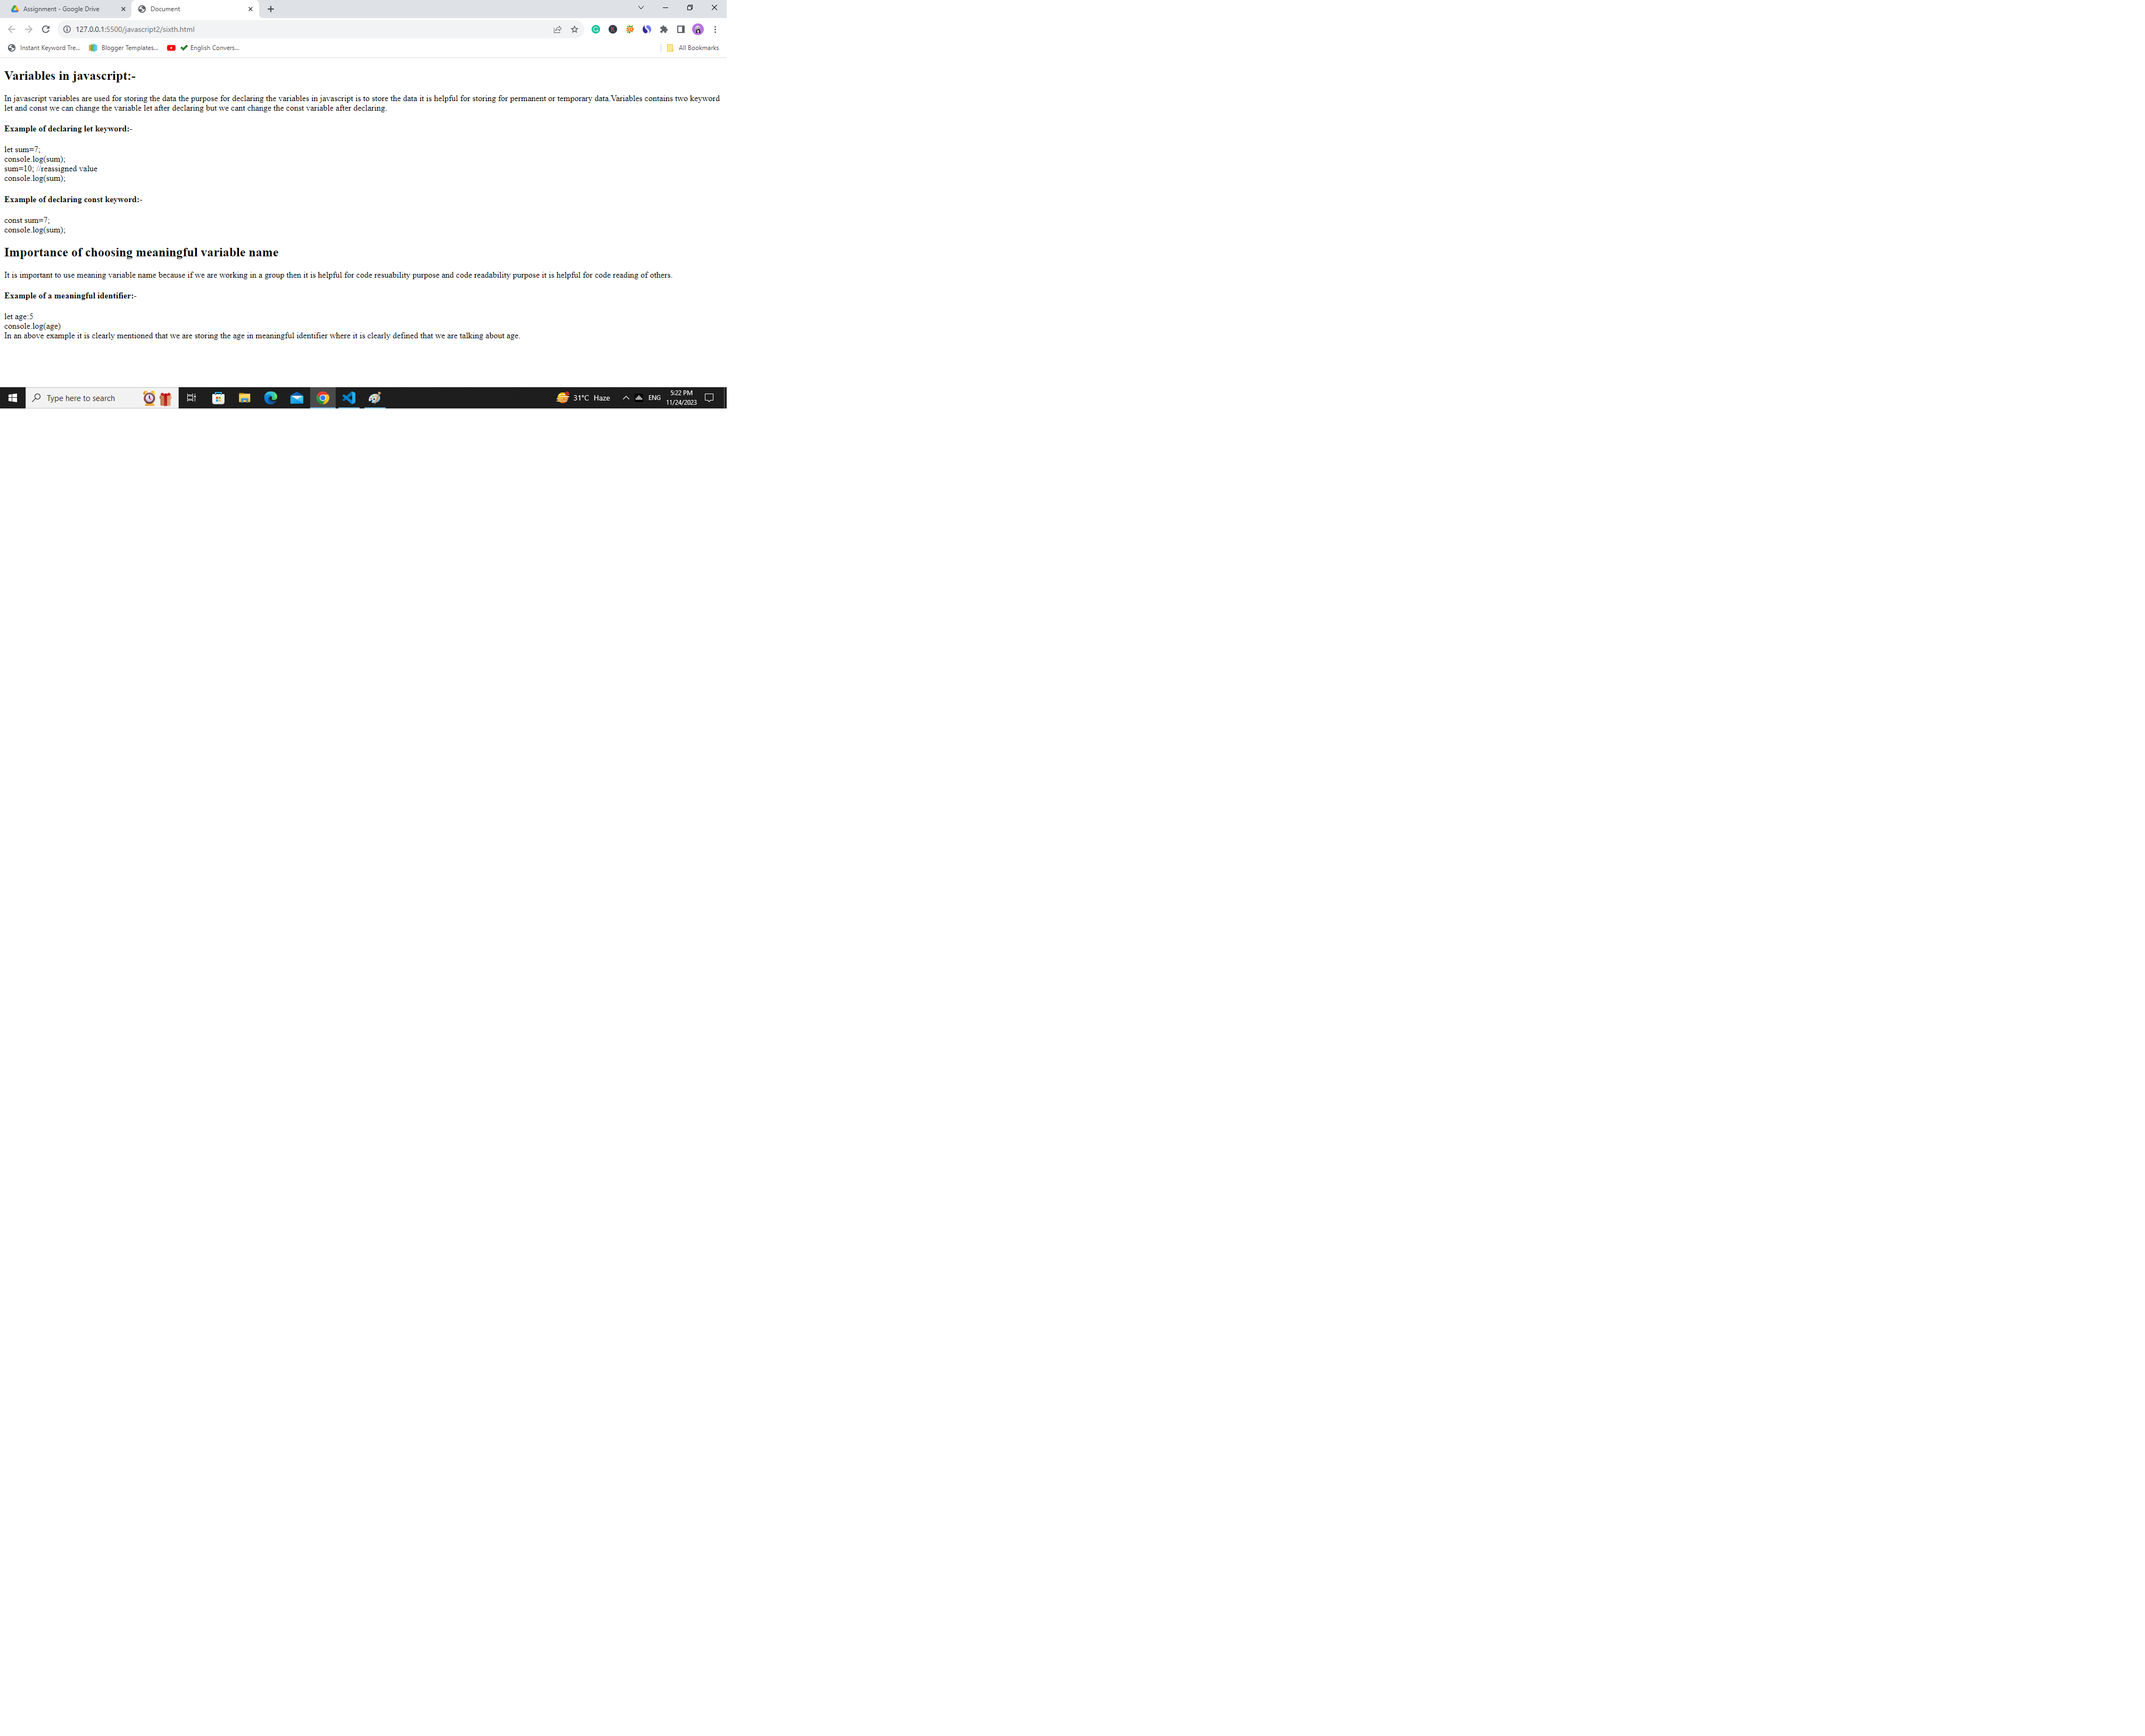 Assignment - Google Drive
Document
127.0.0.1:5500/javascript2/sixth.html
Instant Keyword Tre...
Blogger Templates...
English Convers...
All Bookmarks
Variables in javascript:-
In javascript variables are used for storing the data the purpose for declaring the variables in javascript is to store the data it is helpful for storing for permanent or temporary data.Variables contains two keyword
let and const we can change the variable let after declaring but we cant change the const variable after declaring.
Example of declaring let keyword:-
let sum=7;
console.log(sum);
sum=10; //reassigned value
console.log(sum);
Example of declaring const keyword:-
const sum=7;
console.log(sum);
Importance of choosing meaningful variable name
It is important to use meaning variable name because if we are working in a group then it is helpful for code resuability purpose and code readability purpose it is helpful for code reading of others.
Example of a meaningful identifier:-
let age:5
console.log(age)
In an above example it is clearly mentioned that we are storing the age in meaningful identifier where it is clearly defined that we are talking about age.
Type here to search
31°C Haze
ENG
5:22 PM
11/24/2023